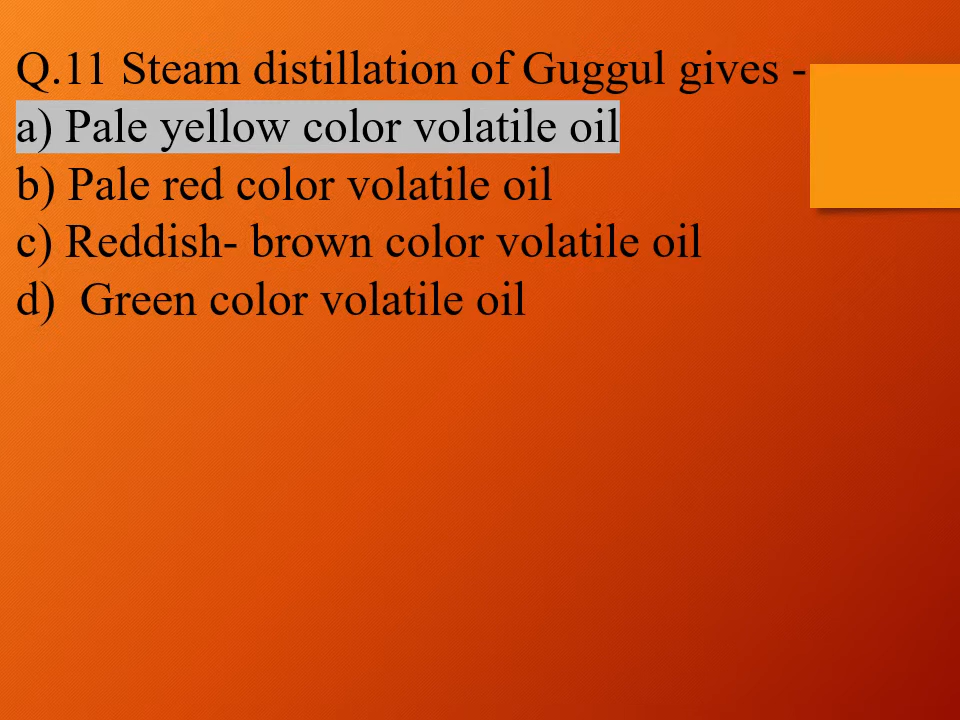 Q.11 Steam distillation of Guggul gives -
a) Pale yellow color volatile oil
b) Pale red color volatile oil
c) Reddish- brown color volatile oil
d)  Green color volatile oil